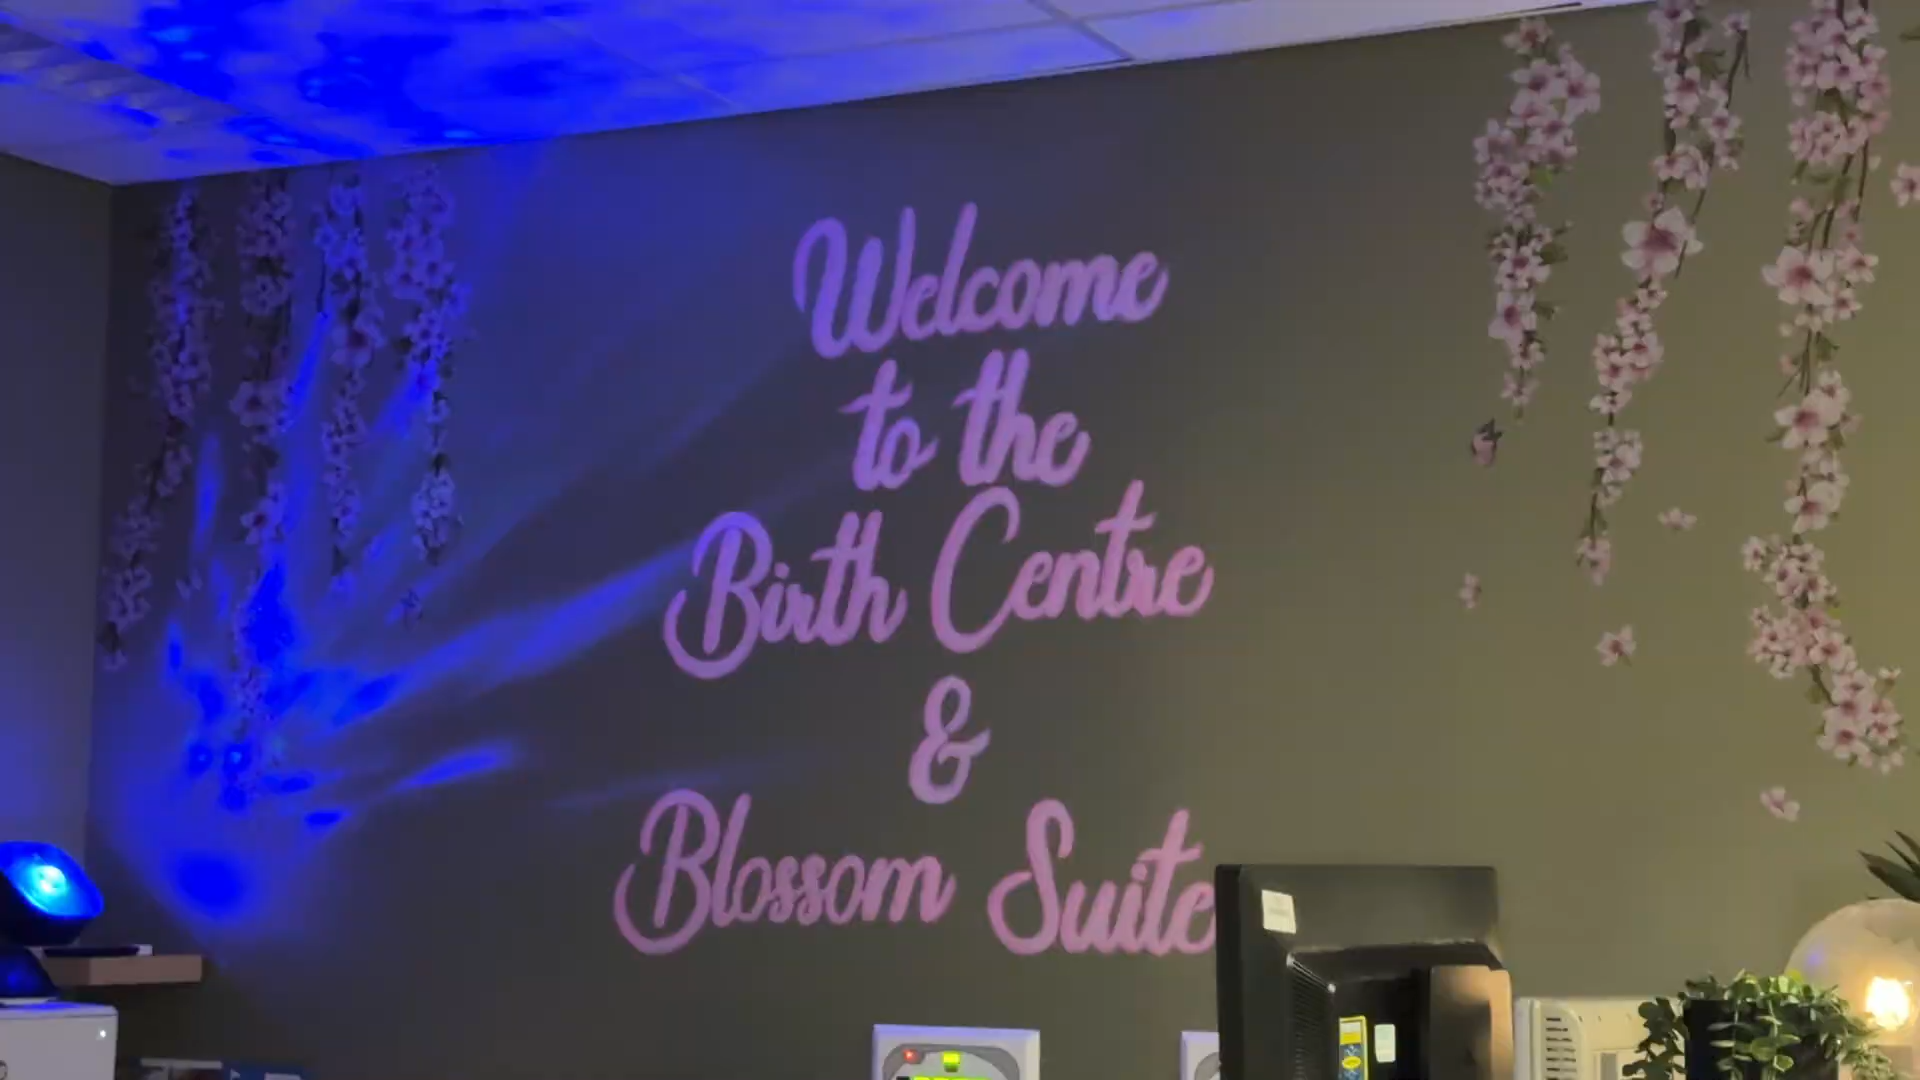 Welcome
to the
Birth Centre
&
Blossom Suite